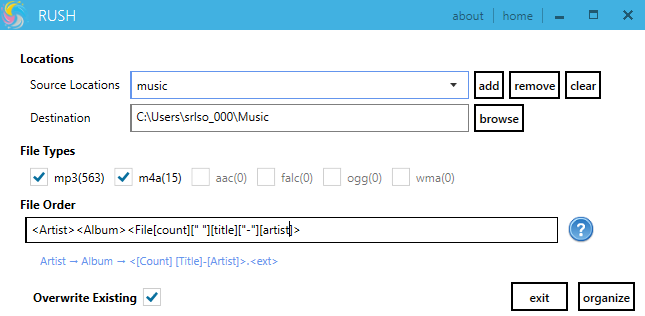 RUSH about | home
Locations
Source Locations music add remove clear
Destination C:\Users\srlso_000\Music browse
File Types
mp3(563) m4a(15) aac(0) falc(0) ogg(0) wma(0)
File Order
<Artist><Album><File[count][" "][title]["-"][artist]> ?
Artist → Album → <[Count] [Title]-[Artist]>.<ext>
Overwrite Existing exit organize